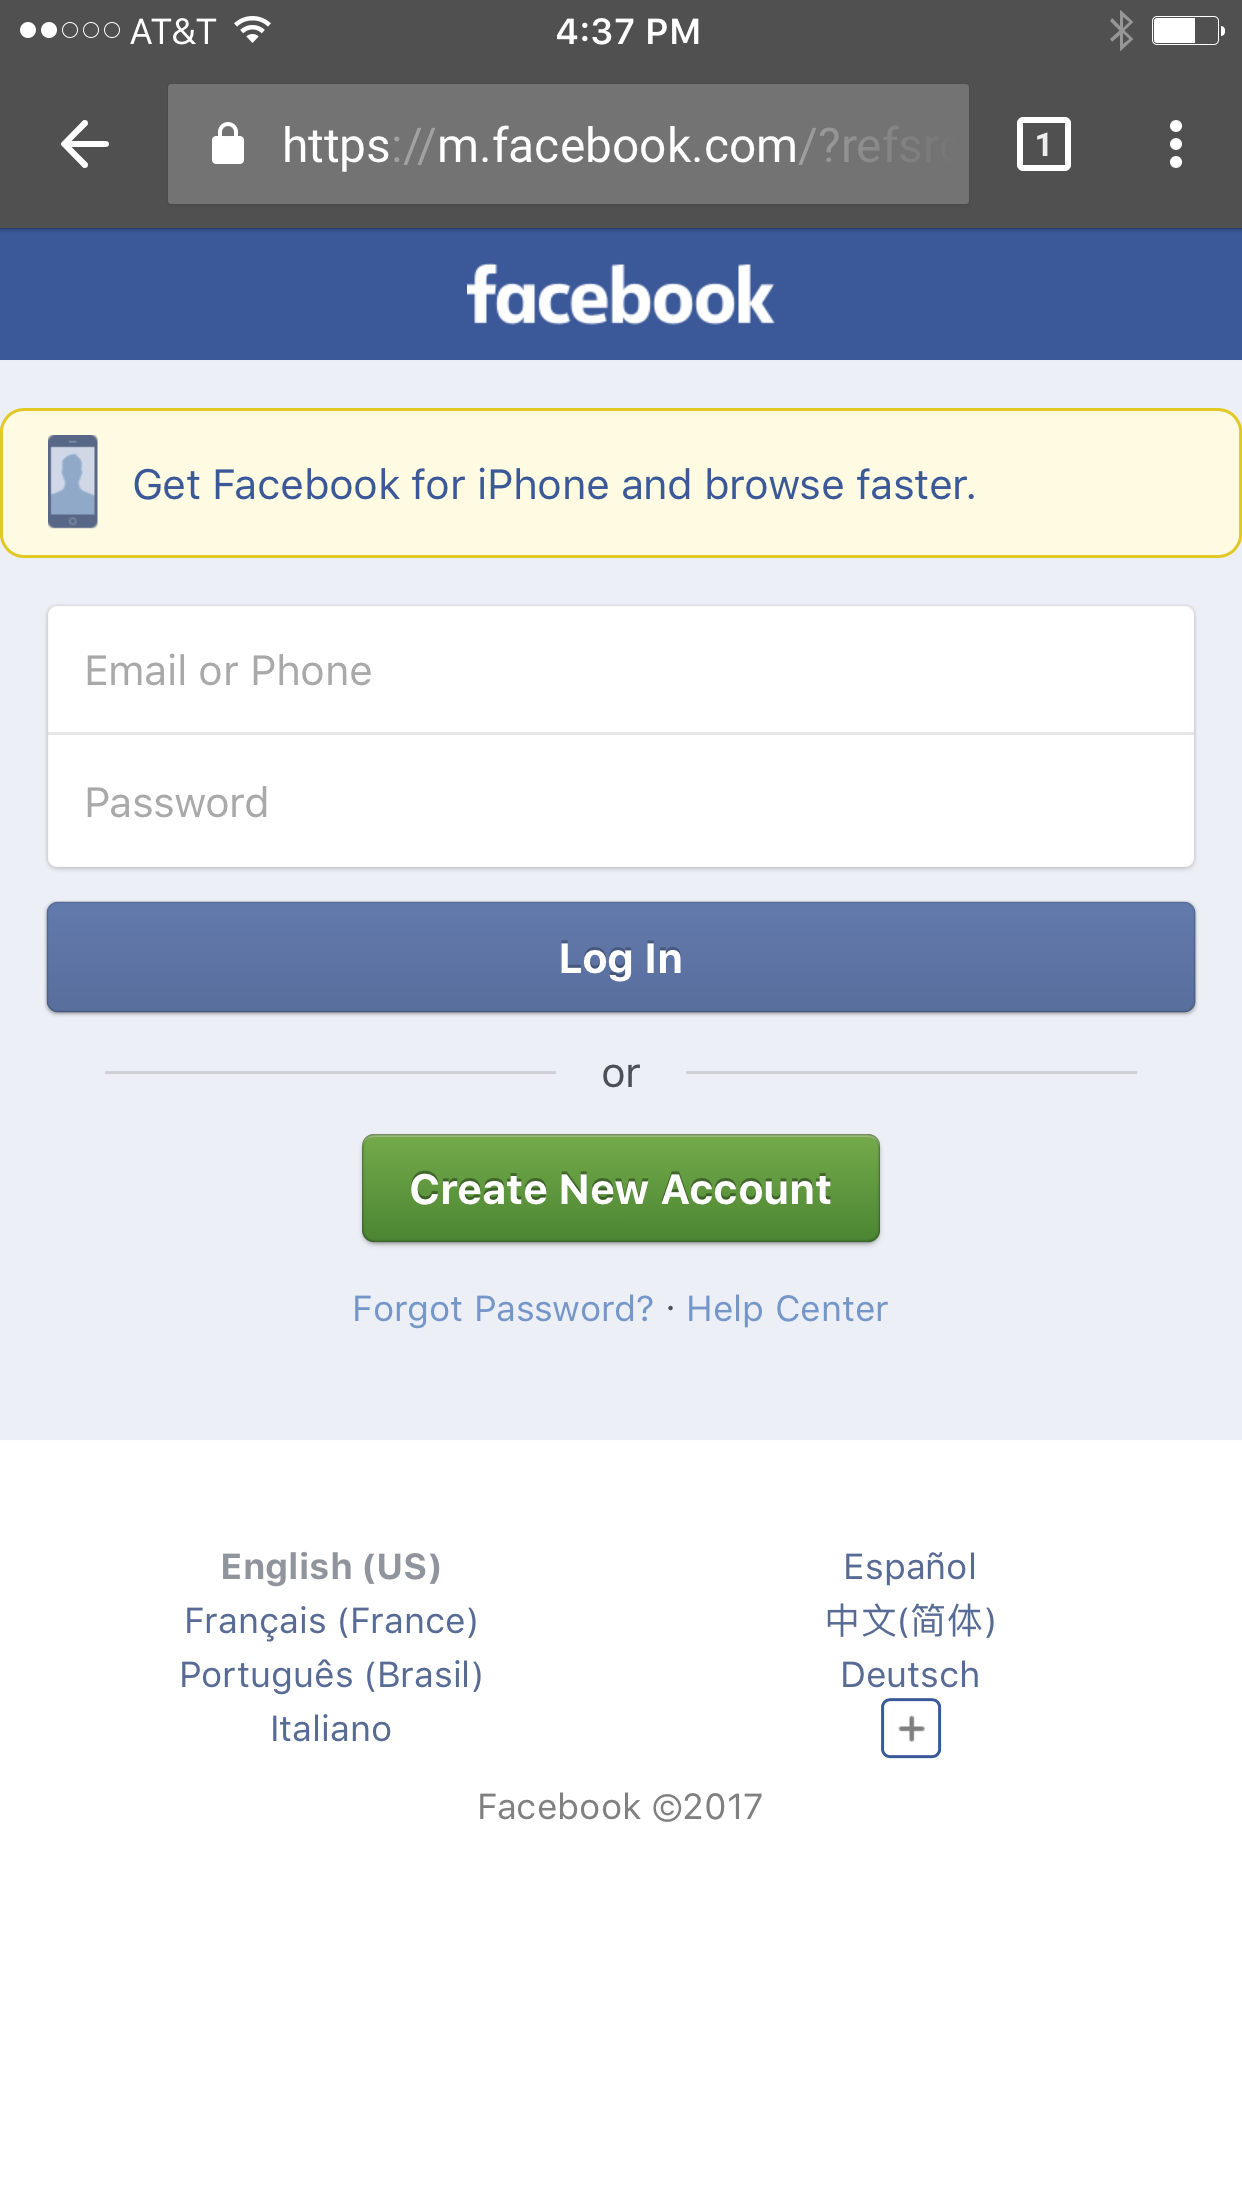 AT&T 4:37 PM
https://m.facebook.com/?refsr
1
facebook
Get Facebook for iPhone and browse faster.
Email or Phone
Password
Log In
or
Create New Account
Forgot Password? · Help Center
English (US) Español
Français (France) 中文(简体)
Português (Brasil) Deutsch
Italiano +
Facebook ©2017